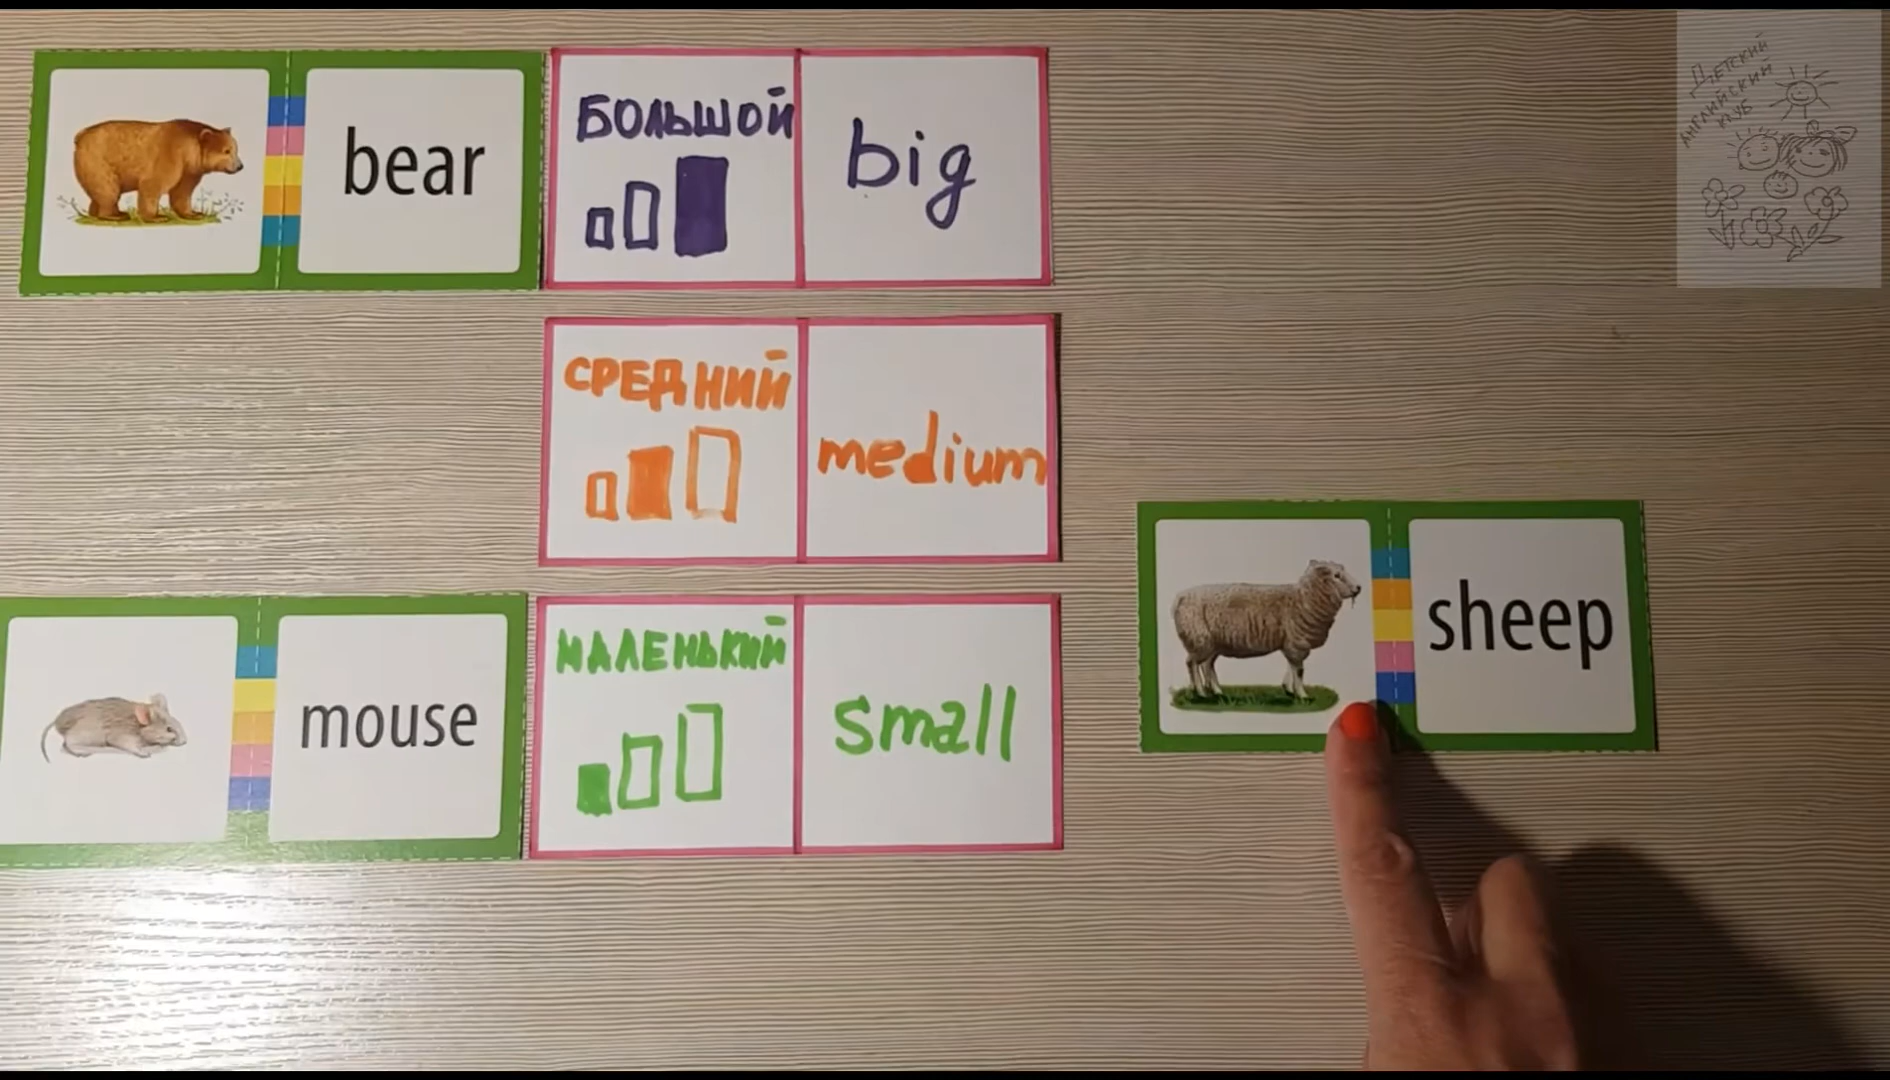 bear
БОЛЬШОЙ
big
СРЕДНИЙ
medium
sheep
МАЛЕНЬКИЙ
small
mouse
ДЕТСКИЙ
АНГЛИЙСКИЙ
КЛУБ